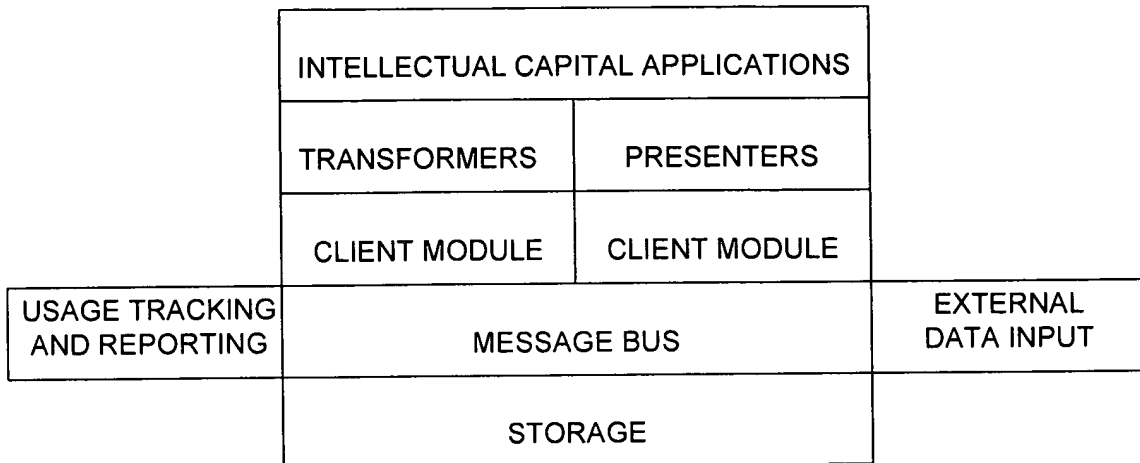 INTELLECTUAL CAPITAL APPLICATIONS
TRANSFORMERS
PRESENTERS
CLIENT MODULE
CLIENT MODULE
USAGE TRACKING
AND REPORTING
MESSAGE BUS
EXTERNAL
DATA INPUT
STORAGE